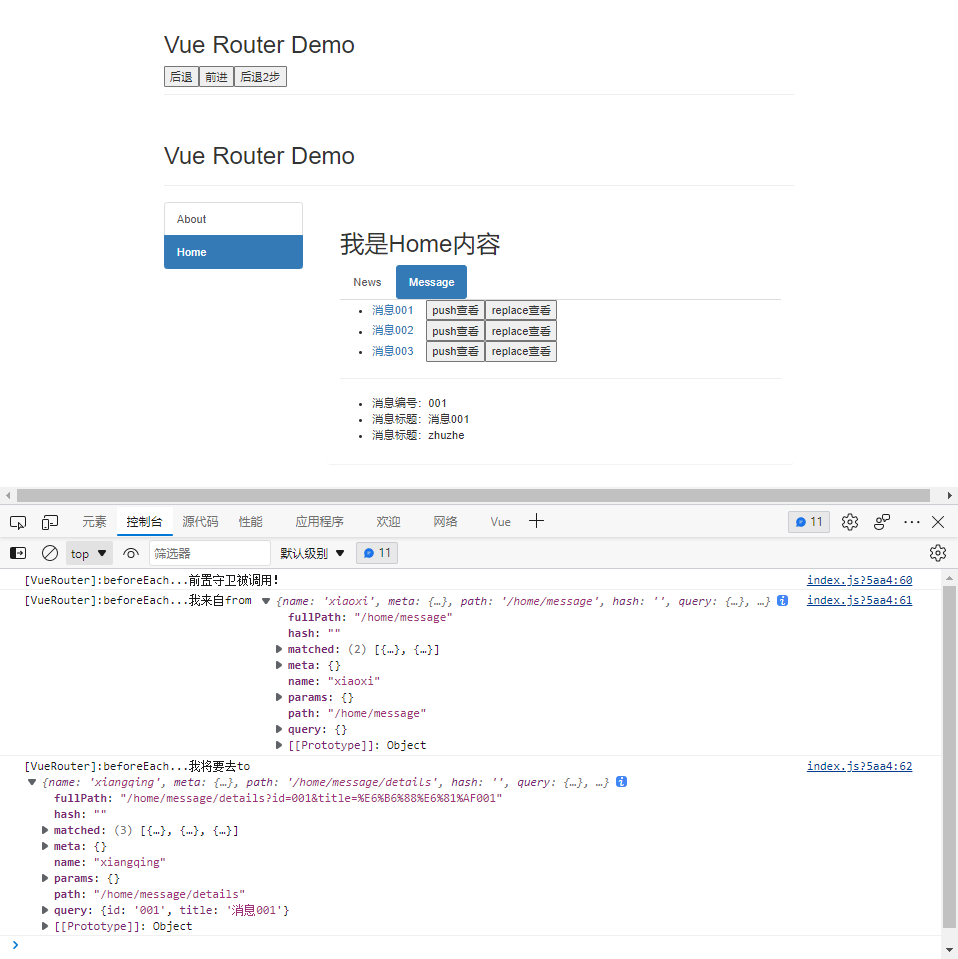 Vue Router Demo
后退 前进 后退2步
Vue Router Demo
About
Home
我是Home内容
News Message
消息001 push查看 replace查看
消息002 push查看 replace查看
消息003 push查看 replace查看
消息编号：001
消息标题：消息001
消息标题：zhuzhe
元素 控制台 源代码 性能 应用程序 欢迎 网络 Vue 11
top 筛选器 默认级别 11
[VueRouter]:beforeEach...前置守卫被调用! index.js?5aa4:60
[VueRouter]:beforeEach...我来自from {name: 'xiaoxi', meta: {…}, path: '/home/message', hash: '', query: {…}, …} index.js?5aa4:61
fullPath: "/home/message"
hash: ""
matched: (2) [{…}, {…}]
meta: {}
name: "xiaoxi"
params: {}
path: "/home/message"
query: {}
[[Prototype]]: Object
[VueRouter]:beforeEach...我将要去to index.js?5aa4:62
{name: 'xiangqing', meta: {…}, path: '/home/message/details', hash: '', query: {…}, …}
fullPath: "/home/message/details?id=001&title=%E6%B6%88%E6%81%AF001"
hash: ""
matched: (3) [{…}, {…}, {…}]
meta: {}
name: "xiangqing"
params: {}
path: "/home/message/details"
query: {id: '001', title: '消息001'}
[[Prototype]]: Object